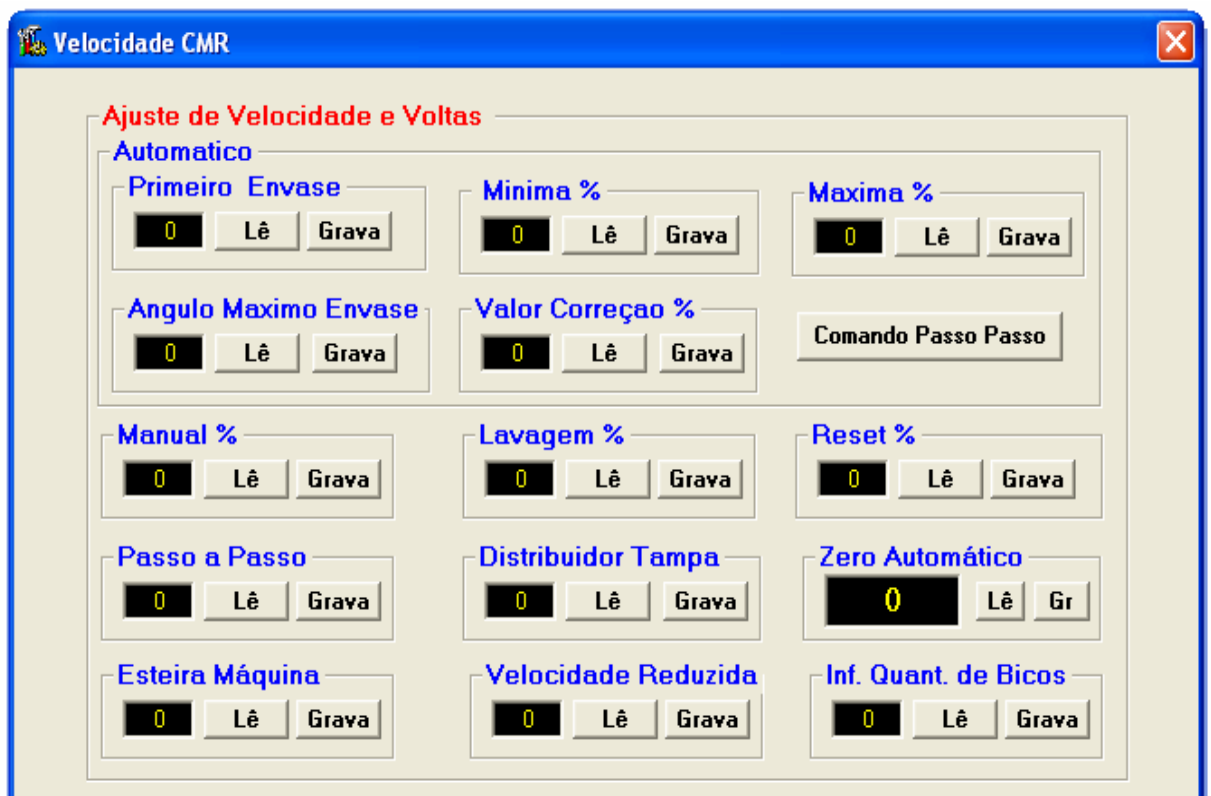 Velocidade CMR
Ajuste de Velocidade e Voltas
Automatico
Primeiro Envase
0 Lê Grava
Minima %
0 Lê Grava
Maxima %
0 Lê Grava
Angulo Maximo Envase
0 Lê Grava
Valor Correçao %
0 Lê Grava
Comando Passo Passo
Manual %
0 Lê Grava
Lavagem %
0 Lê Grava
Reset %
0 Lê Grava
Passo a Passo
0 Lê Grava
Distribuidor Tampa
0 Lê Grava
Zero Automático
0 Lê Gr
Esteira Máquina
0 Lê Grava
Velocidade Reduzida
0 Lê Grava
Inf. Quant. de Bicos
0 Lê Grava